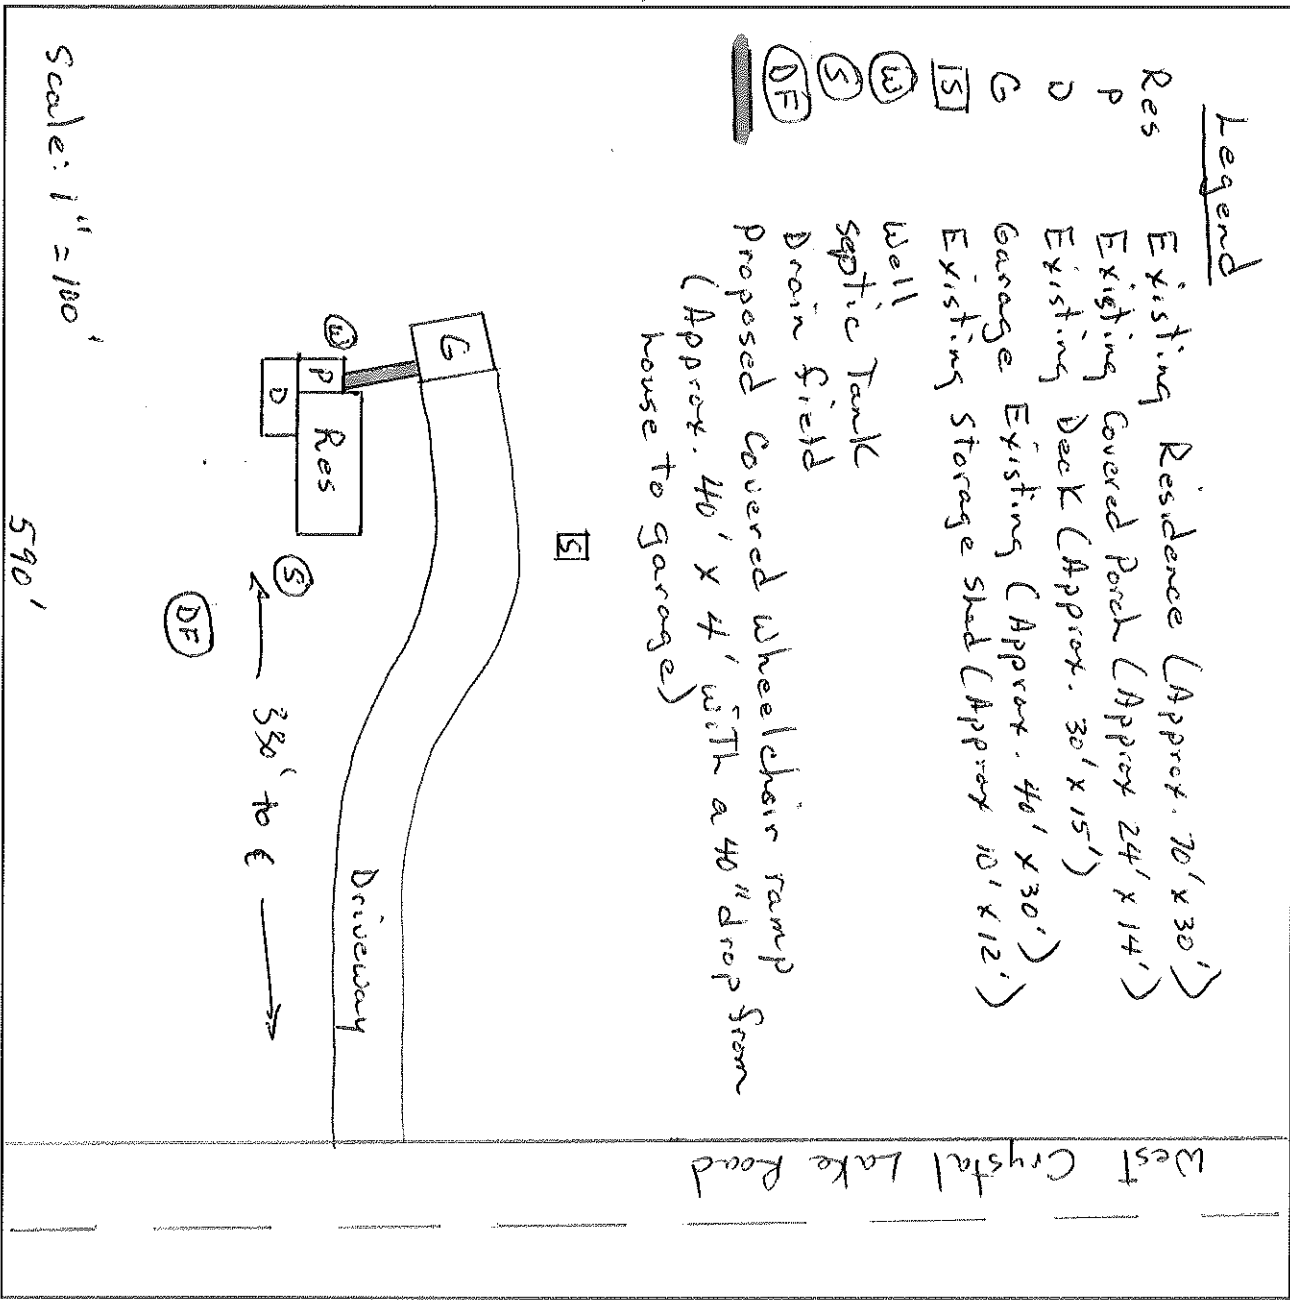 Legend
Res Existing Residence (Approx. 70' x 30')
P Existing Covered Porch (Approx 24' x 14')
D Existing Deck (Approx. 30' x 15')
G Garage Existing (Approx. 40' x 30')
S Existing Storage shed (Approx 10' x 12')
W Well
S Septic Tank
DF Drain field
Proposed Covered wheelchair ramp
(Approx. 40' x 4' with a 40" drop from
house to garage)
West Crystal Lake Road
S
G
W
P
D
Res
S
DF
Driveway
330' to ℄
590'
Scale: 1" = 100'